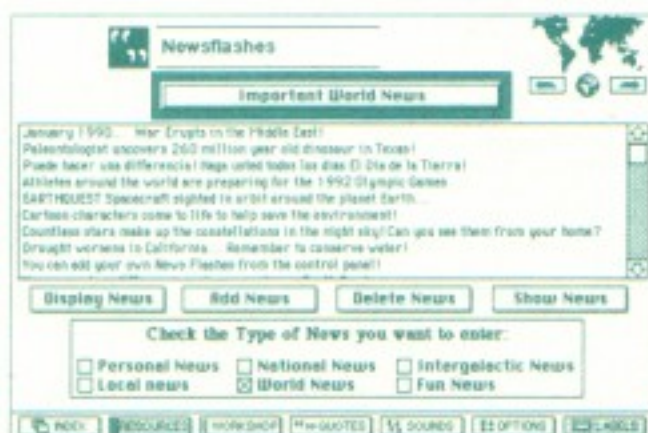 Newsflashes
Important World News
January 1990... War Erupts in the Middle East!
Paleontologist uncovers 260 million year old dinosaur in Texas!
Puede hacer una differencia! Haga usted todos los dias El Dia de la Tierra!
Athletes around the world are preparing for the 1992 Olympic Games
EARTHQUEST Spacecraft sighted in orbit around the planet Earth...
Cartoon characters come to life to help save the environment!
Countless stars make up the constellations in the night sky! Can you see them from your home?
Drought worsens in California... Remember to conserve water!
You can add your own News Flashes from the control panel!
Display News Add News Delete News Show News
Check the Type of News you want to enter:
Personal News National News Intergalactic News
Local news World News Fun News
INDEX RESOURCES WORKSHOP QUOTES SOUNDS OPTIONS LABELS